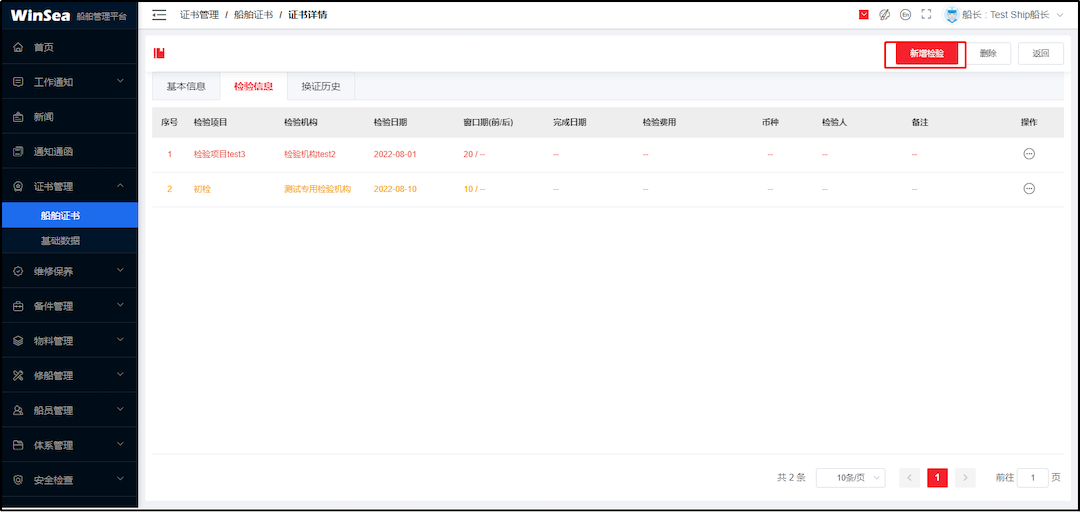 WinSea 船舶管理平台
证书管理 / 船舶证书 / 证书详情
En
船长 : Test Ship船长
首页
工作通知
新闻
通知通函
证书管理
船舶证书
基础数据
维修保养
备件管理
物料管理
修船管理
船员管理
体系管理
安全检查
新增检验
删除
返回
基本信息
检验信息
换证历史
序号 检验项目 检验机构 检验日期 窗口期(前/后) 完成日期 检验费用 币种 检验人 备注 操作
1 检验项目test3 检验机构test2 2022-08-01 20 / -- -- -- -- -- --
2 初检 测试专用检验机构 2022-08-10 10 / -- -- -- -- -- --
共 2 条 10条/页 < 1 > 前往 1 页